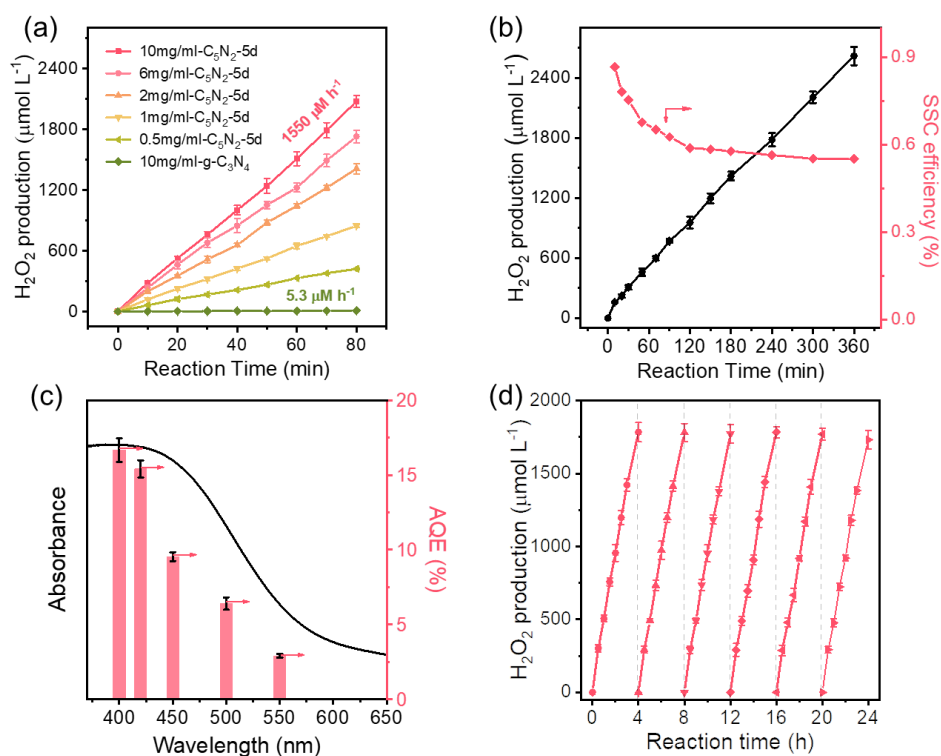 (a)
10mg/ml-C₅N₂-5d
6mg/ml-C₅N₂-5d
2mg/ml-C₅N₂-5d
1mg/ml-C₅N₂-5d
0.5mg/ml-C₅N₂-5d
10mg/ml-g-C₃N₄
1550 μM h⁻¹
5.3 μM h⁻¹
H₂O₂ production (μmol L⁻¹)
2400
1800
1200
600
0
0 20 40 60 80
Reaction Time (min)
(b)
H₂O₂ production (μmol L⁻¹)
2400
1800
1200
600
0
0.9
0.6
0.3
0.0
SSC efficiency (%)
0 60 120 180 240 300 360
Reaction Time (min)
(c)
Absorbance
20
15
10
5
0
AQE (%)
400 450 500 550 600 650
Wavelength (nm)
(d)
H₂O₂ production (μmol L⁻¹)
2000
1500
1000
500
0
0 4 8 12 16 20 24
Reaction time (h)